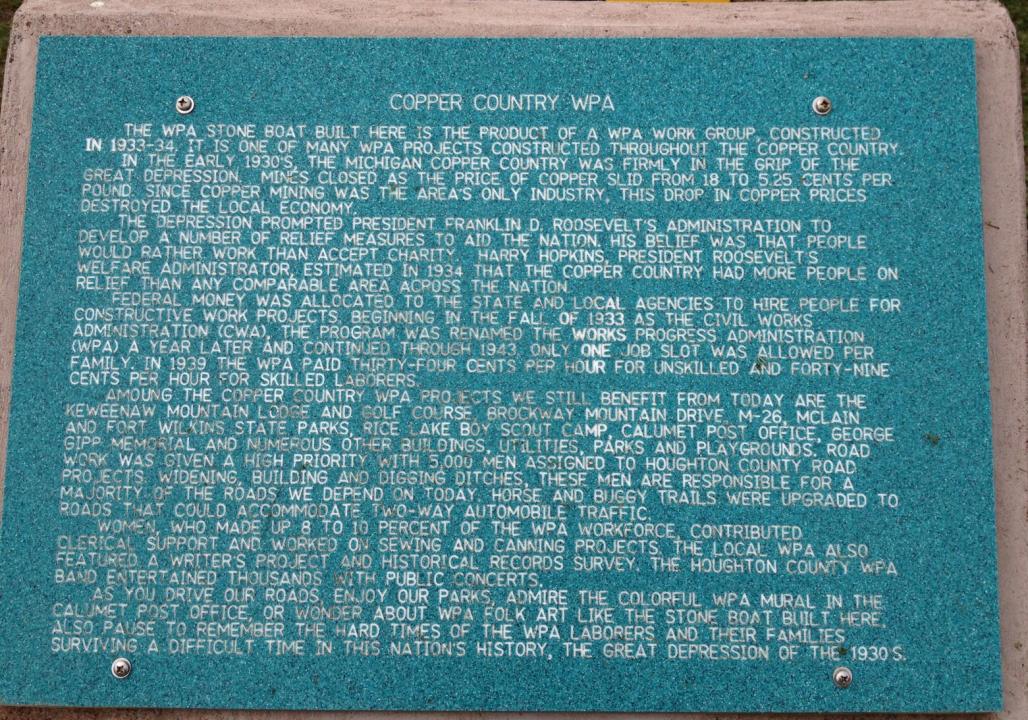 COPPER COUNTRY WPA
THE WPA STONE BOAT BUILT HERE IS THE PRODUCT OF A WPA WORK GROUP, CONSTRUCTED
IN 1933-34. IT IS ONE OF MANY WPA PROJECTS CONSTRUCTED THROUGHOUT THE COPPER COUNTRY.
IN THE EARLY 1930'S, THE MICHIGAN COPPER COUNTRY WAS FIRMLY IN THE GRIP OF THE
GREAT DEPRESSION. MINES CLOSED AS THE PRICE OF COPPER SLID FROM 18 TO 5.25 CENTS PER
POUND. SINCE COPPER MINING WAS THE AREA'S ONLY INDUSTRY, THIS DROP IN COPPER PRICES
DESTROYED THE LOCAL ECONOMY.
THE DEPRESSION PROMPTED PRESIDENT FRANKLIN D. ROOSEVELT'S ADMINISTRATION TO
DEVELOP A NUMBER OF RELIEF MEASURES TO AID THE NATION. HIS BELIEF WAS THAT PEOPLE
WOULD RATHER WORK THAN ACCEPT CHARITY. HARRY HOPKINS, PRESIDENT ROOSEVELT'S
WELFARE ADMINISTRATOR, ESTIMATED IN 1934 THAT THE COPPER COUNTRY HAD MORE PEOPLE ON
RELIEF THAN ANY COMPARABLE AREA ACROSS THE NATION.
FEDERAL MONEY WAS ALLOCATED TO THE STATE AND LOCAL AGENCIES TO HIRE PEOPLE FOR
CONSTRUCTIVE WORK PROJECTS. BEGINNING IN THE FALL OF 1933 AS THE CIVIL WORKS
ADMINISTRATION (CWA), THE PROGRAM WAS RENAMED THE WORKS PROGRESS ADMINISTRATION
(WPA) A YEAR LATER AND CONTINUED THROUGH 1943. ONLY ONE JOB SLOT WAS ALLOWED PER
FAMILY. IN 1939 THE WPA PAID THIRTY-FOUR CENTS PER HOUR FOR UNSKILLED AND FORTY-NINE
CENTS PER HOUR FOR SKILLED LABORERS.
AMOUNG THE COPPER COUNTRY WPA PROJECTS WE STILL BENEFIT FROM TODAY ARE THE
KEWEENAW MOUNTAIN LODGE AND GOLF COURSE, BROCKWAY MOUNTAIN DRIVE, M-26, MCLAIN
AND FORT WILKINS STATE PARKS, RICE LAKE BOY SCOUT CAMP, CALUMET POST OFFICE, GEORGE
GIPP MEMORIAL AND NUMEROUS OTHER BUILDINGS, UTILITIES, PARKS AND PLAYGROUNDS. ROAD
WORK WAS GIVEN A HIGH PRIORITY WITH 5,000 MEN ASSIGNED TO HOUGHTON COUNTY ROAD
PROJECTS. WIDENING, BUILDING AND DIGGING DITCHES, THESE MEN ARE RESPONSIBLE FOR A
MAJORITY OF THE ROADS WE DEPEND ON TODAY. HORSE AND BUGGY TRAILS WERE UPGRADED TO
ROADS THAT COULD ACCOMMODATE TWO-WAY AUTOMOBILE TRAFFIC.
WOMEN, WHO MADE UP 8 TO 10 PERCENT OF THE WPA WORKFORCE, CONTRIBUTED
CLERICAL SUPPORT AND WORKED ON SEWING AND CANNING PROJECTS. THE LOCAL WPA ALSO
FEATURED A WRITER'S PROJECT AND HISTORICAL RECORDS SURVEY. THE HOUGHTON COUNTY WPA
BAND ENTERTAINED THOUSANDS WITH PUBLIC CONCERTS.
AS YOU DRIVE OUR ROADS, ENJOY OUR PARKS, ADMIRE THE COLORFUL WPA MURAL IN THE
CALUMET POST OFFICE, OR WONDER ABOUT WPA FOLK ART LIKE THE STONE BOAT BUILT HERE,
ALSO PAUSE TO REMEMBER THE HARD TIMES OF THE WPA LABORERS AND THEIR FAMILIES
SURVIVING A DIFFICULT TIME IN THIS NATION'S HISTORY, THE GREAT DEPRESSION OF THE 1930'S.